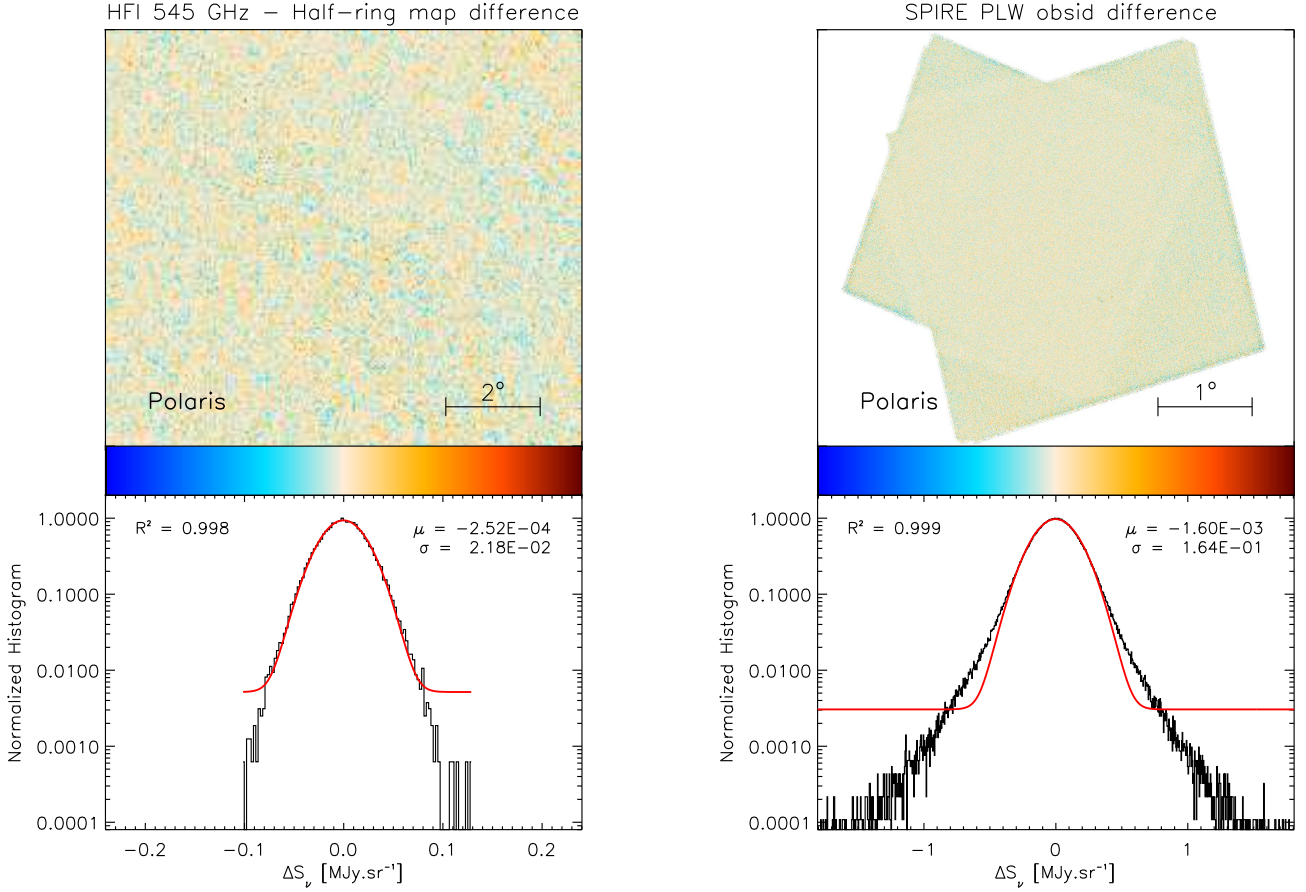 HFI 545 GHz − Half−ring map difference
Polaris
2°
R² = 0.998
μ = −2.52E−04
σ = 2.18E−02
1.0000
0.1000
0.0100
0.0010
0.0001
Normalized Histogram
−0.2 −0.1 0.0 0.1 0.2
ΔSν [MJy.sr⁻¹]
SPIRE PLW obsid difference
Polaris
1°
R² = 0.999
μ = −1.60E−03
σ = 1.64E−01
1.0000
0.1000
0.0100
0.0010
0.0001
Normalized Histogram
−1 0 1
ΔSν [MJy.sr⁻¹]